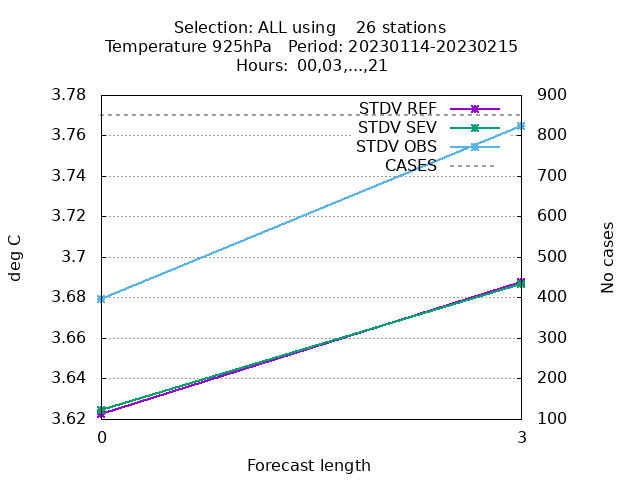 Selection: ALL using    26 stations
Temperature 925hPa   Period: 20230114-20230215
Hours:  00,03,...,21
3.78
3.76
3.74
3.72
3.7
3.68
3.66
3.64
3.62
deg C
STDV REF
STDV SEV
STDV OBS
CASES
900
800
700
600
500
400
300
200
100
No cases
0
3
Forecast length